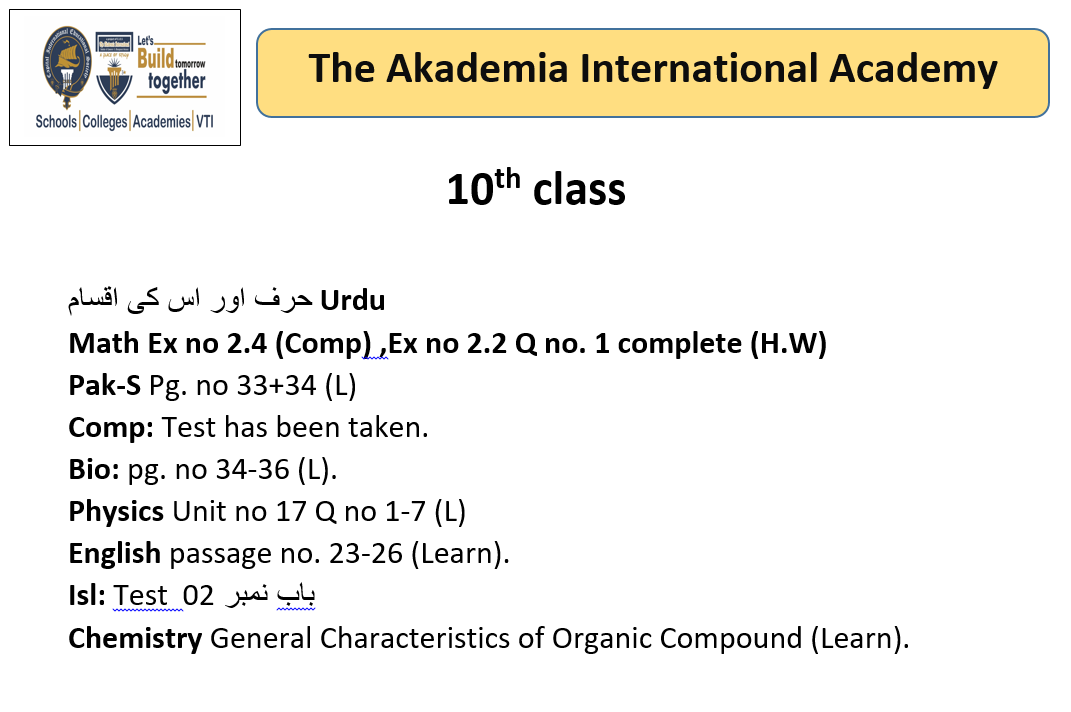 Let's
Build tomorrow
together
Schools|Colleges|Academies|VTI
The Akademia International Academy
10th class
حرف اور اس کی اقسام Urdu
Math Ex no 2.4 (Comp) ,Ex no 2.2 Q no. 1 complete (H.W)
Pak-S Pg. no 33+34 (L)
Comp: Test has been taken.
Bio: pg. no 34-36 (L).
Physics Unit no 17 Q no 1-7 (L)
English passage no. 23-26 (Learn).
Isl: Test 02 باب نمبر
Chemistry General Characteristics of Organic Compound (Learn).